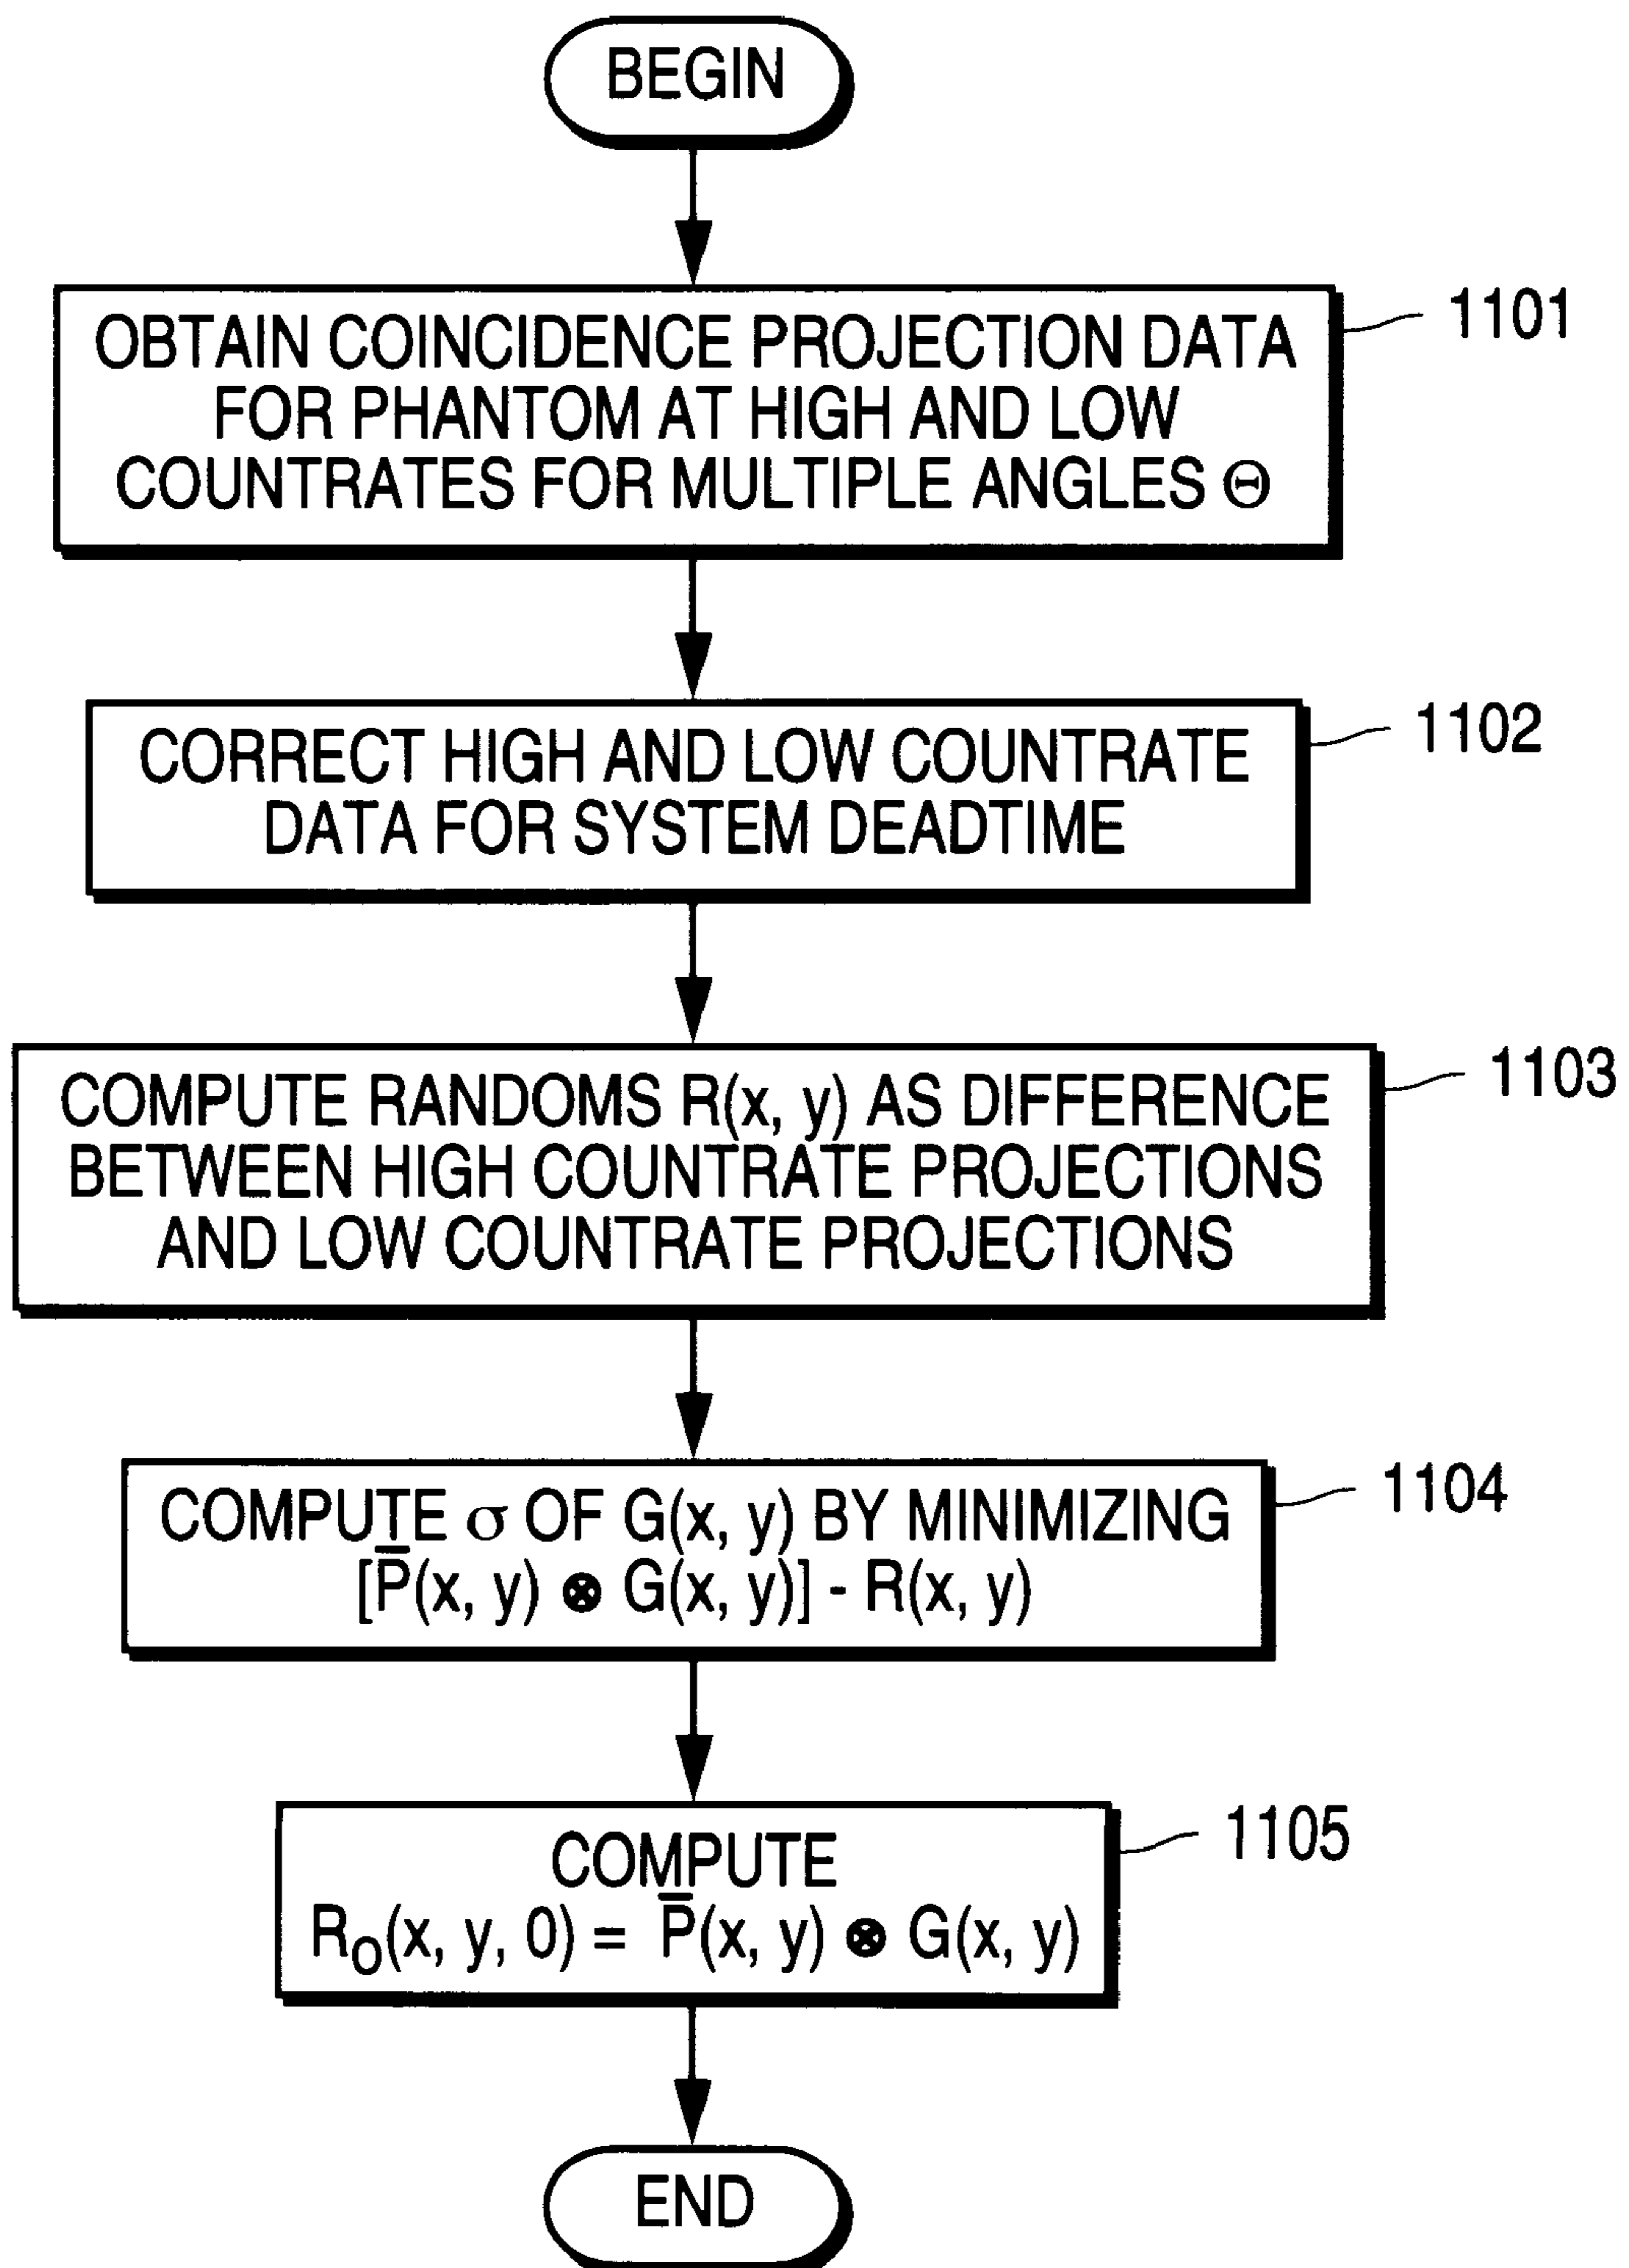 BEGIN
OBTAIN COINCIDENCE PROJECTION DATA
FOR PHANTOM AT HIGH AND LOW
COUNTRATES FOR MULTIPLE ANGLES Θ
1101
CORRECT HIGH AND LOW COUNTRATE
DATA FOR SYSTEM DEADTIME
1102
COMPUTE RANDOMS R(x, y) AS DIFFERENCE
BETWEEN HIGH COUNTRATE PROJECTIONS
AND LOW COUNTRATE PROJECTIONS
1103
COMPUTE σ OF G(x, y) BY MINIMIZING
[P̅(x, y) ⊗ G(x, y)] - R(x, y)
1104
COMPUTE
R₀(x, y, 0) = P̅(x, y) ⊗ G(x, y)
1105
END